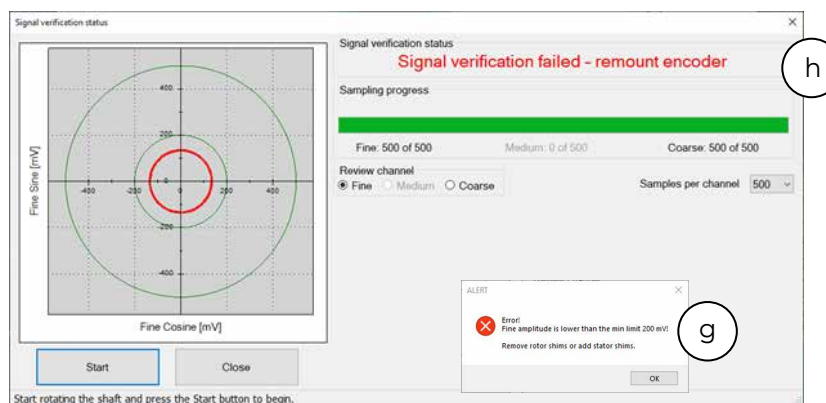 Signal verification status
Signal verification status
Signal verification failed - remount encoder
h
Sampling progress
Fine: 500 of 500 Medium: 0 of 500 Coarse: 500 of 500
Review channel
Fine Medium Coarse
Samples per channel 500
Fine Sine [mV]
400
200
-400 -200 0 200 400
-200
-400
Fine Cosine [mV]
ALERT
Error!
Fine amplitude is lower than the min limit 200 mV!
Remove rotor shims or add stator shims.
OK
g
Start Close
Start rotating the shaft and press the Start button to begin.